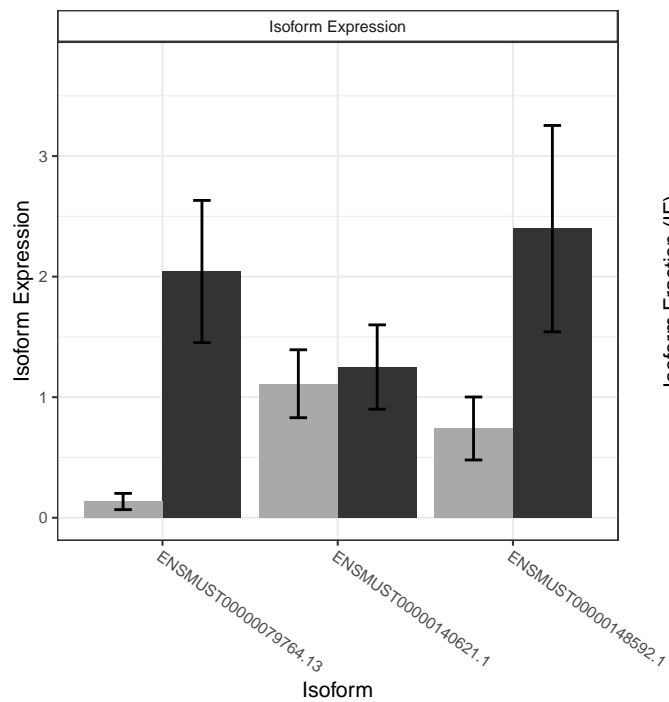 Isoform Expression
Isoform Expression
3
2
1
0
ENSMUST00000079764.13
ENSMUST00000140621.1
ENSMUST00000148592.1
Isoform